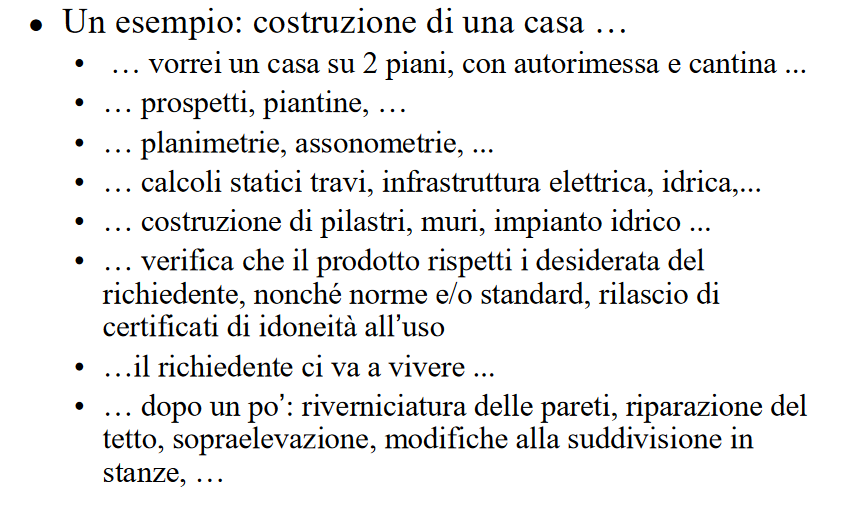 • Un esempio: costruzione di una casa …
• … vorrei un casa su 2 piani, con autorimessa e cantina ...
• … prospetti, piantine, …
• … planimetrie, assonometrie, ...
• … calcoli statici travi, infrastruttura elettrica, idrica,...
• … costruzione di pilastri, muri, impianto idrico ...
• … verifica che il prodotto rispetti i desiderata del
richiedente, nonché norme e/o standard, rilascio di
certificati di idoneità all’uso
• …il richiedente ci va a vivere ...
• … dopo un po’: riverniciatura delle pareti, riparazione del
tetto, sopraelevazione, modifiche alla suddivisione in
stanze, …